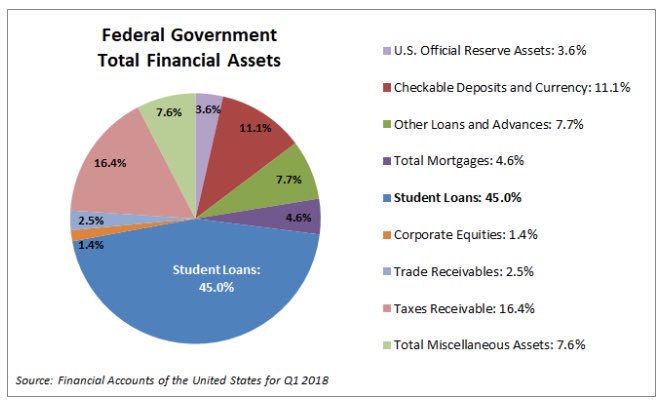 Federal Government
Total Financial Assets
3.6%
11.1%
7.7%
4.6%
Student Loans:
45.0%
1.4%
2.5%
16.4%
7.6%
U.S. Official Reserve Assets: 3.6%
Checkable Deposits and Currency: 11.1%
Other Loans and Advances: 7.7%
Total Mortgages: 4.6%
Student Loans: 45.0%
Corporate Equities: 1.4%
Trade Receivables: 2.5%
Taxes Receivable: 16.4%
Total Miscellaneous Assets: 7.6%
Source: Financial Accounts of the United States for Q1 2018